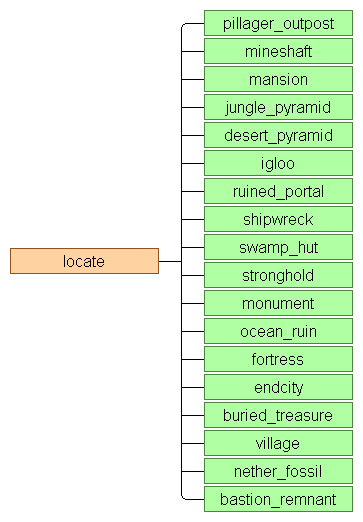 pillager_outpost
mineshaft
mansion
jungle_pyramid
desert_pyramid
igloo
ruined_portal
shipwreck
swamp_hut
locate
stronghold
monument
ocean_ruin
fortress
endcity
buried_treasure
village
nether_fossil
bastion_remnant